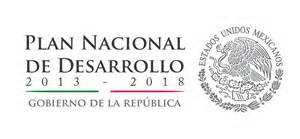 PLAN NACIONAL
DE DESARROLLO
2013 - 2018
GOBIERNO DE LA REPÚBLICA
ESTADOS UNIDOS MEXICANOS